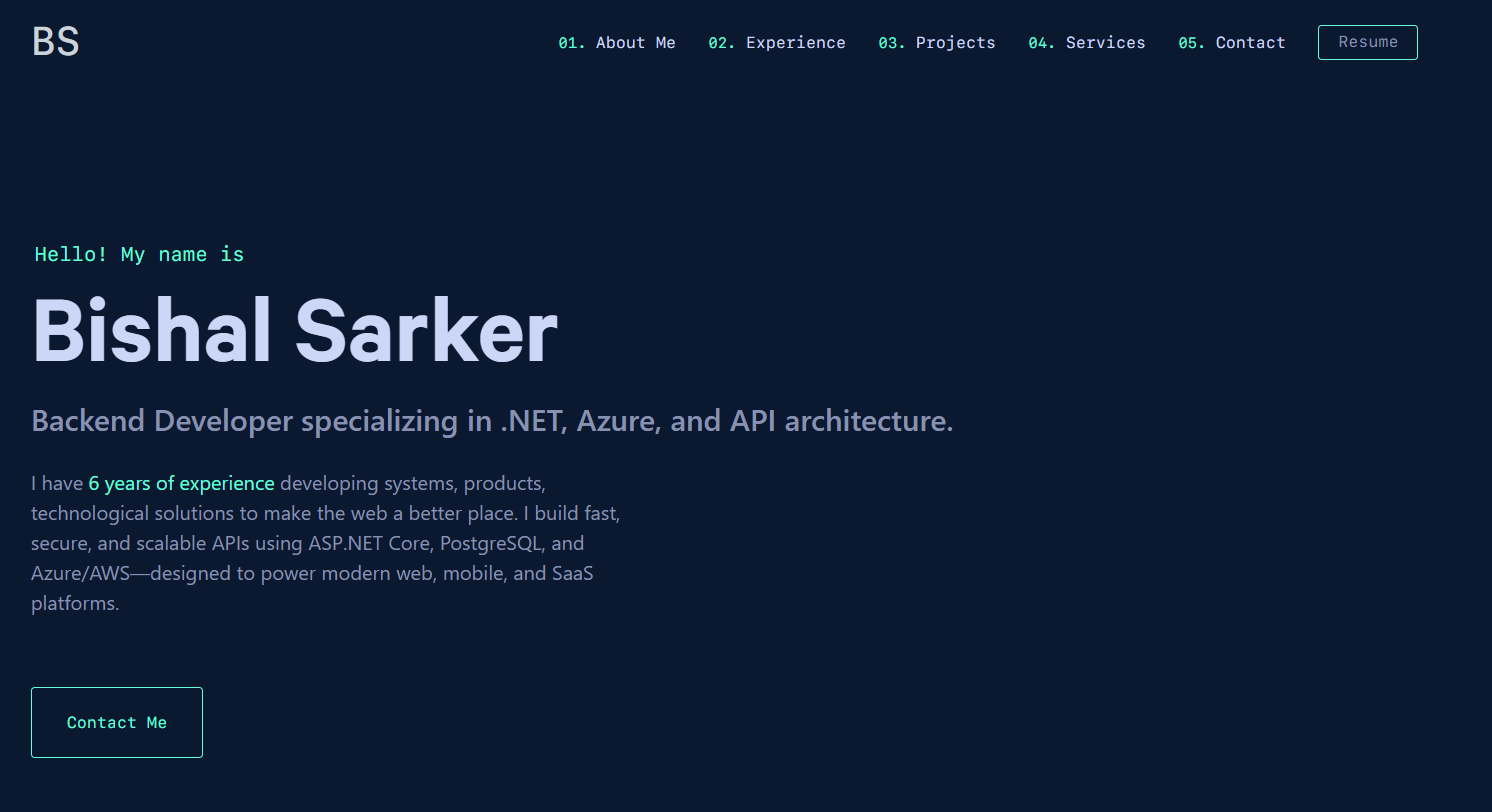 BS
01. About Me 02. Experience 03. Projects 04. Services 05. Contact Resume
Hello! My name is
Bishal Sarker
Backend Developer specializing in .NET, Azure, and API architecture.
I have 6 years of experience developing systems, products,
technological solutions to make the web a better place. I build fast,
secure, and scalable APIs using ASP.NET Core, PostgreSQL, and
Azure/AWS—designed to power modern web, mobile, and SaaS
platforms.
Contact Me